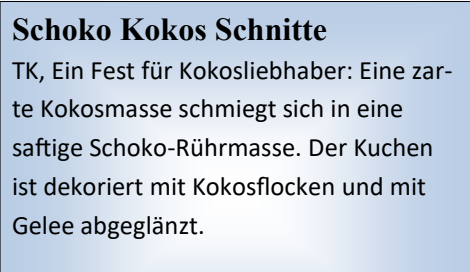 Schoko Kokos Schnitte
TK, Ein Fest für Kokosliebhaber: Eine zar-
te Kokosmasse schmiegt sich in eine
saftige Schoko-Rührmasse. Der Kuchen
ist dekoriert mit Kokosflocken und mit
Gelee abgeglänzt.